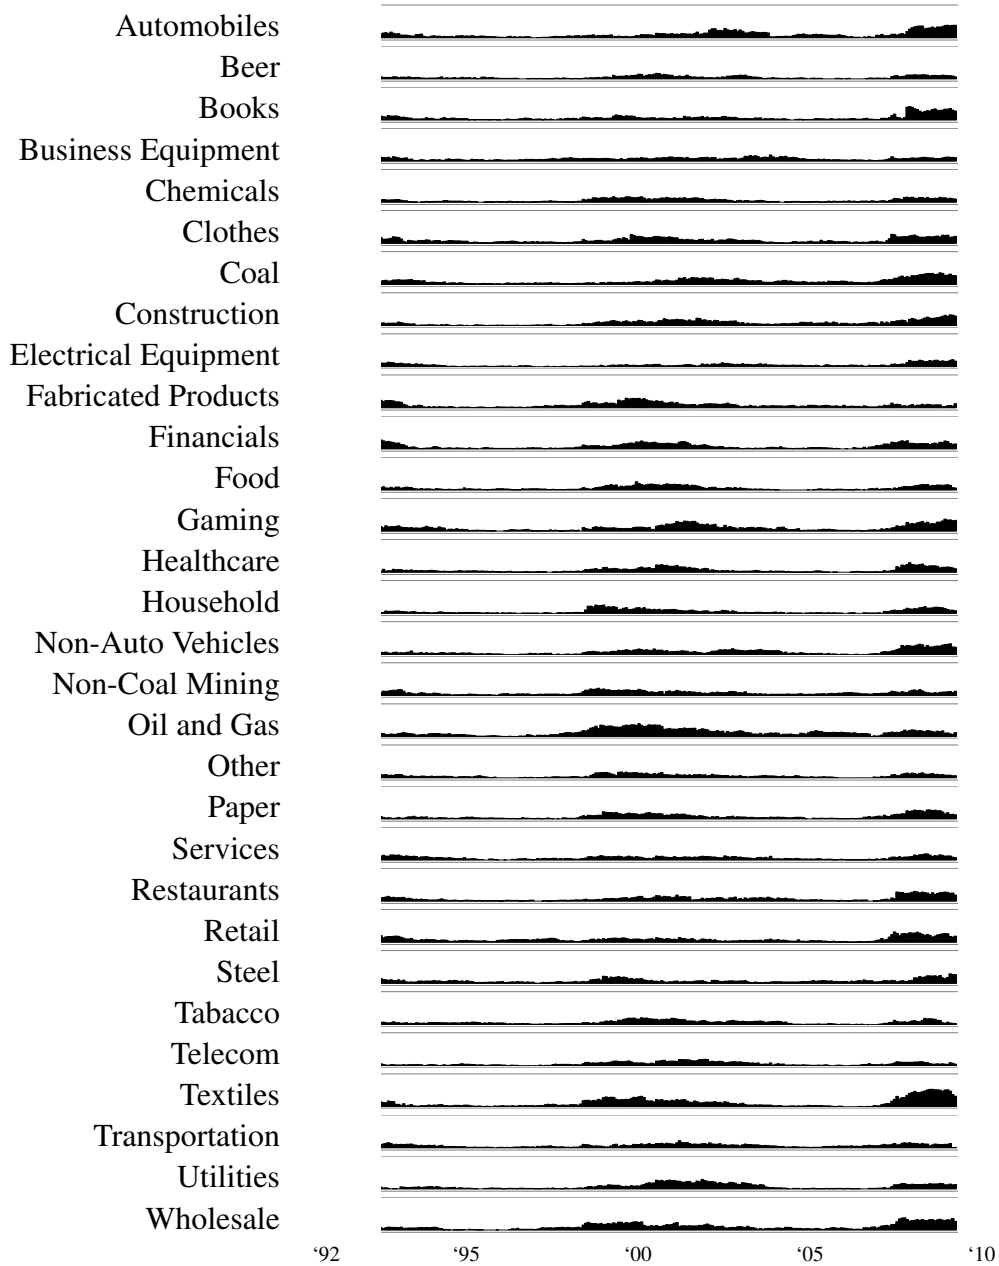 Automobiles
Beer
Books
Business Equipment
Chemicals
Clothes
Coal
Construction
Electrical Equipment
Fabricated Products
Financials
Food
Gaming
Healthcare
Household
Non-Auto Vehicles
Non-Coal Mining
Oil and Gas
Other
Paper
Services
Restaurants
Retail
Steel
Tabacco
Telecom
Textiles
Transportation
Utilities
Wholesale
‘92 ‘95 ‘00 ‘05 ‘10